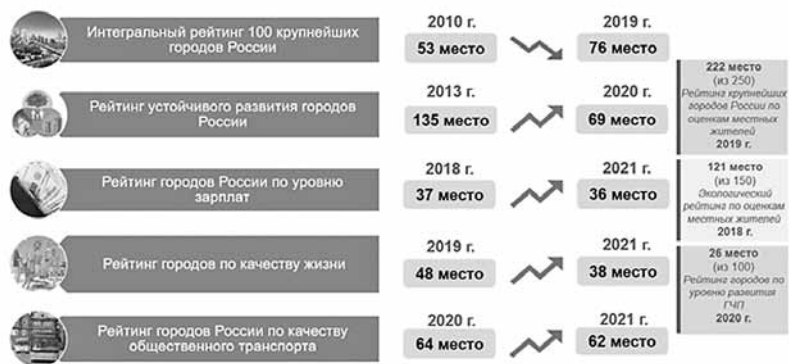 Интегральный рейтинг 100 крупнейших
городов России
2010 г.
53 место
2019 г.
76 место
Рейтинг устойчивого развития городов
России
2013 г.
135 место
2020 г.
69 место
Рейтинг городов России по уровню
зарплат
2018 г.
37 место
2021 г.
36 место
Рейтинг городов по качеству жизни
2019 г.
48 место
2021 г.
38 место
Рейтинг городов России по качеству
общественного транспорта
2020 г.
64 место
2021 г.
62 место
222 место
(из 250)
Рейтинг крупнейших
городов России по
оценкам местных
жителей
2019 г.
121 место
(из 150)
Экологический
рейтинг по оценкам
местных жителей
2018 г.
26 место
(из 100)
Рейтинг городов по
уровню развития
ГЧП
2020 г.